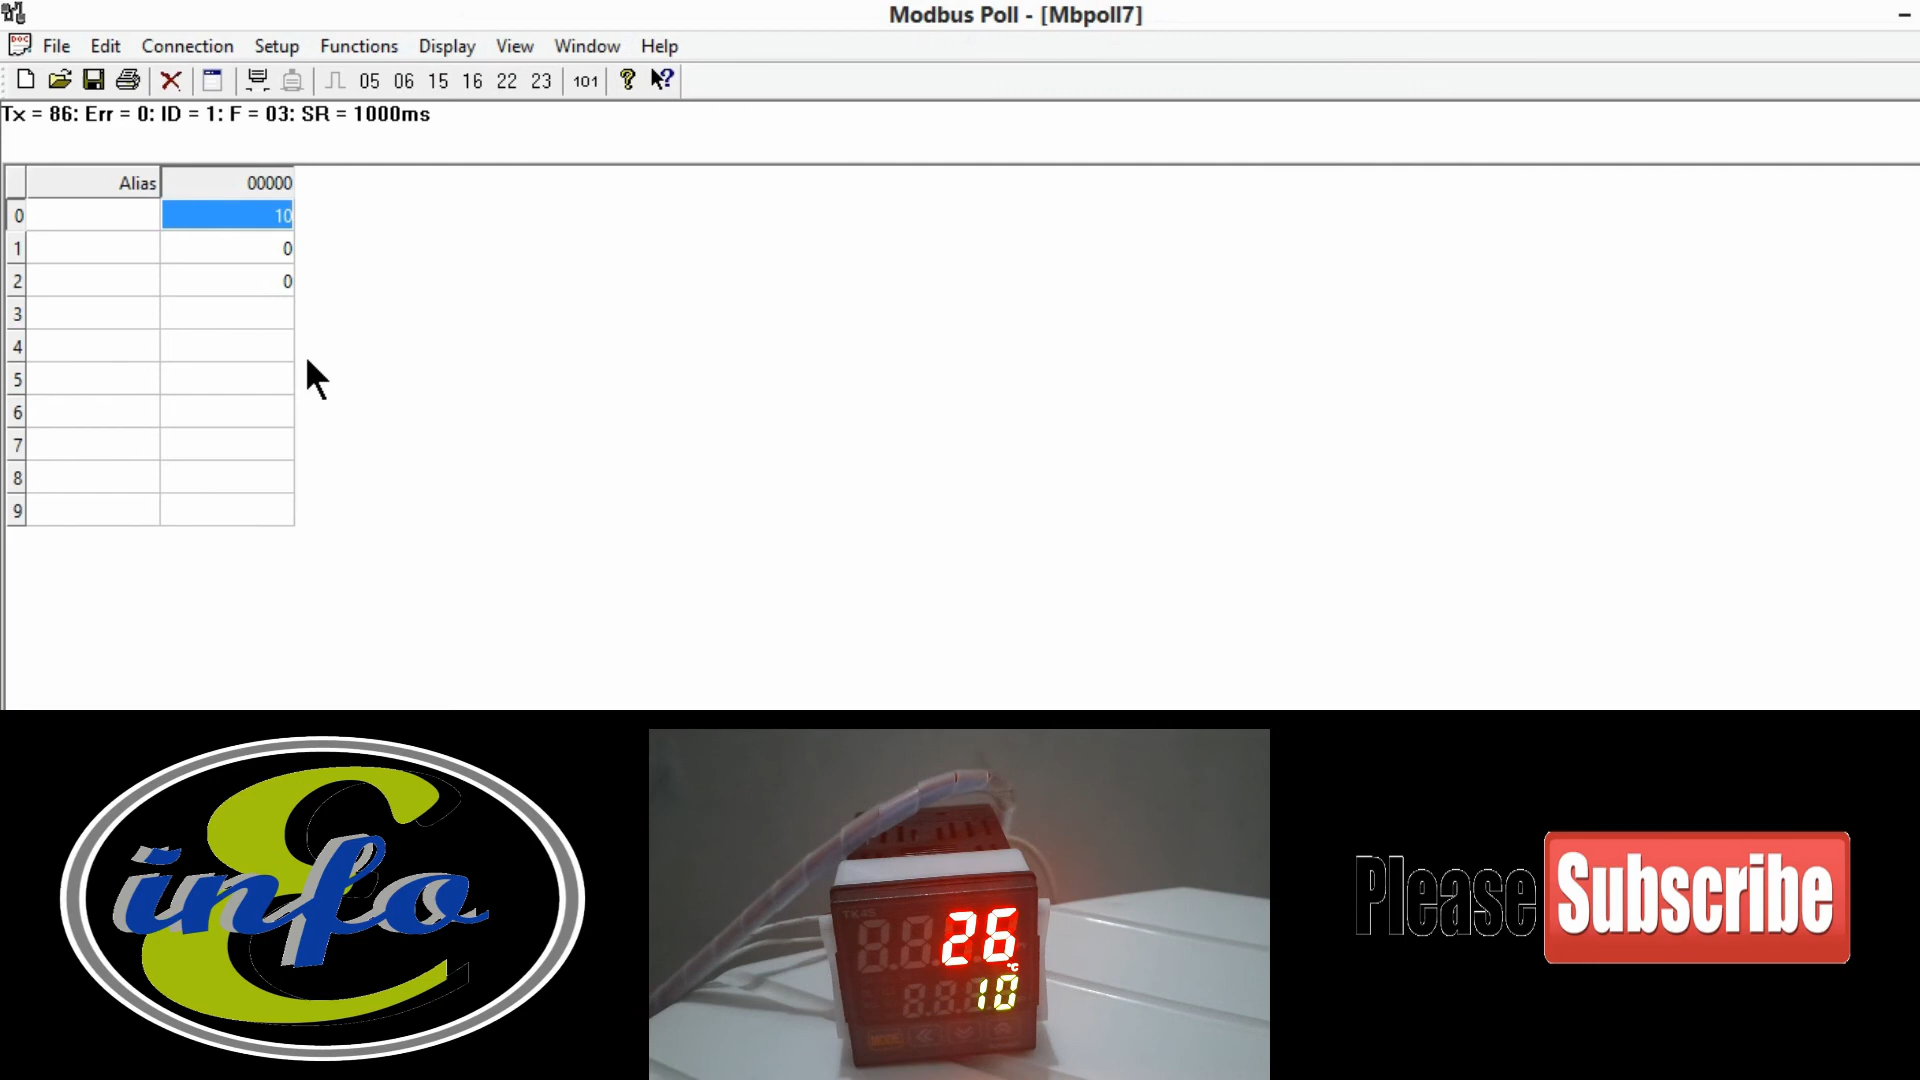 Modbus Poll - [Mbpoll7]
File Edit Connection Setup Functions Display View Window Help
05 06 15 16 22 23 101
Tx = 86: Err = 0: ID = 1: F = 03: SR = 1000ms
Alias 00000
0 10
1 0
2 0
3
4
5
6
7
8
9
info
TK4S
26
°C
10
MODE
Please Subscribe